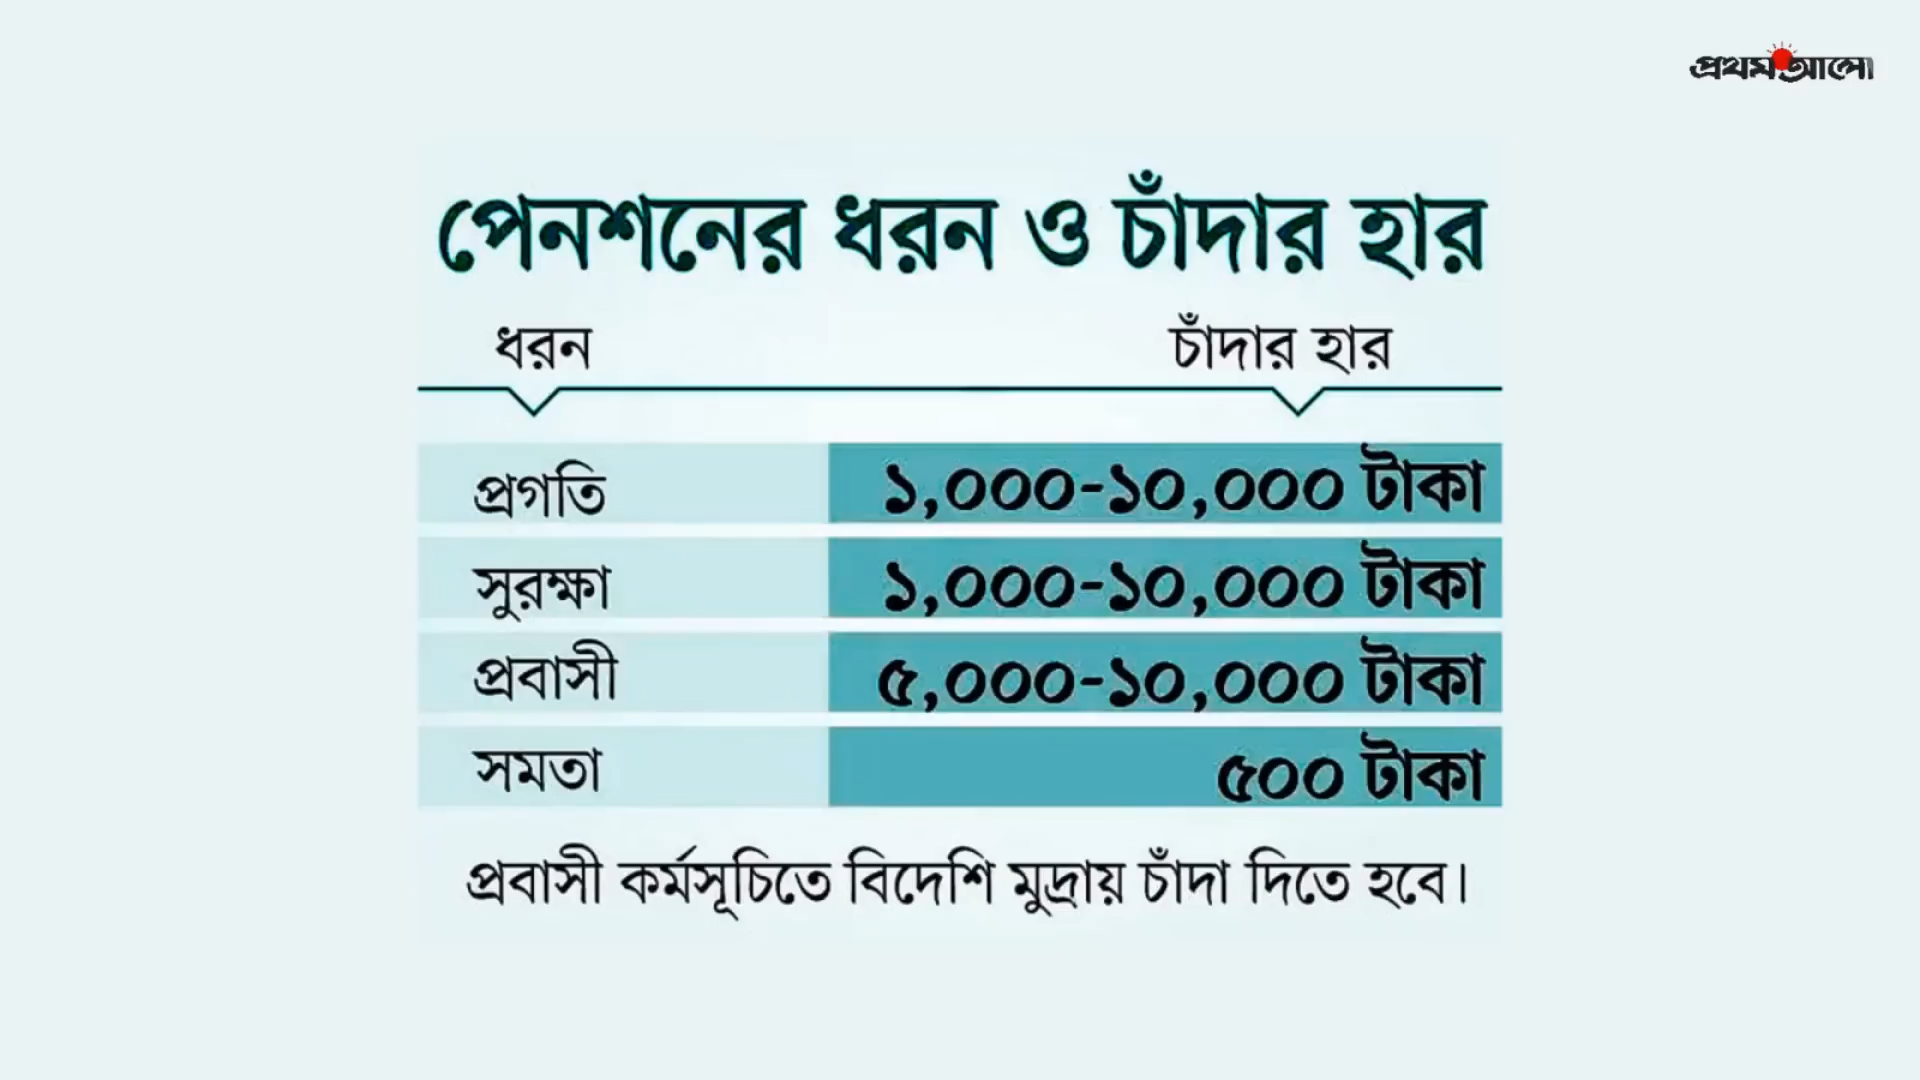 প্রথম আলো
পেনশনের ধরন ও চাঁদার হার
ধরন চাঁদার হার
প্রগতি ১,০০০-১০,০০০ টাকা
সুরক্ষা ১,০০০-১০,০০০ টাকা
প্রবাসী ৫,০০০-১০,০০০ টাকা
সমতা ৫০০ টাকা
প্রবাসী কর্মসূচিতে বিদেশি মুদ্রায় চাঁদা দিতে হবে।